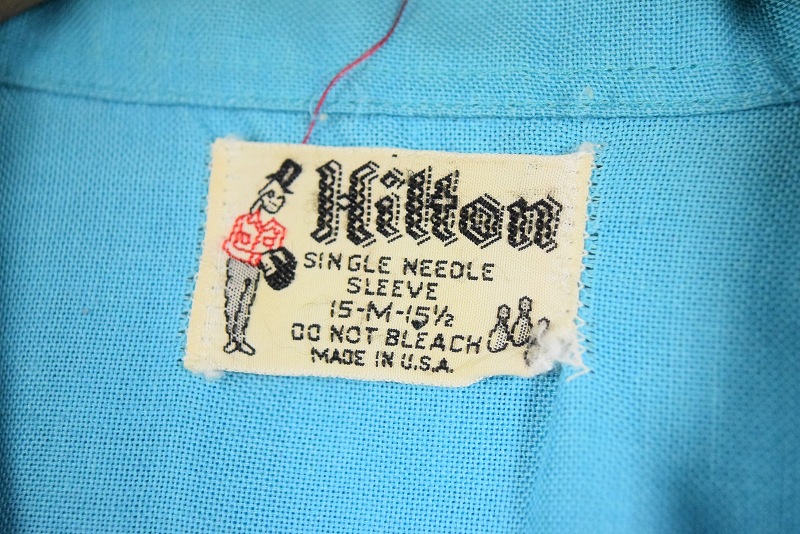 Hilton
SINGLE NEEDLE
SLEEVE
15-M-15½
DO NOT BLEACH
MADE IN U.S.A.